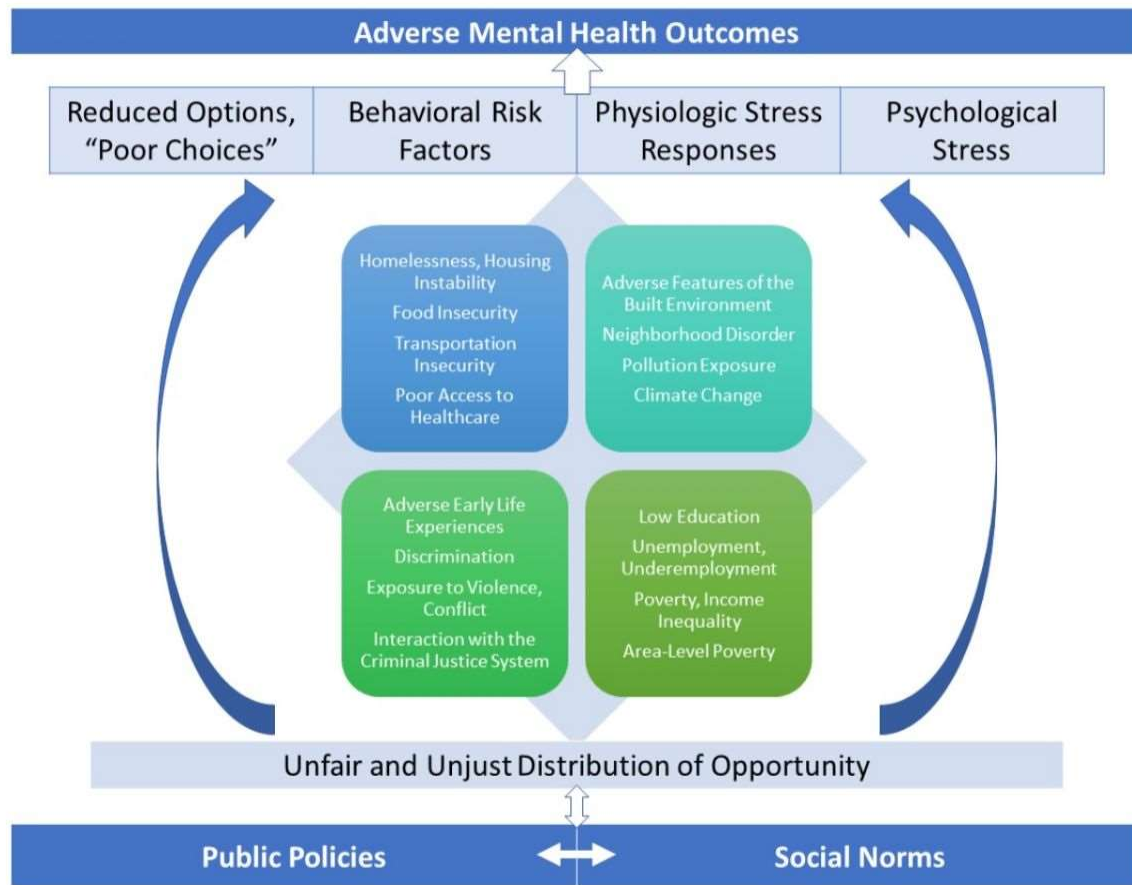 Adverse Mental Health Outcomes
Reduced Options,
“Poor Choices”
Behavioral Risk
Factors
Physiologic Stress
Responses
Psychological
Stress
Homelessness, Housing
Instability
Food Insecurity
Transportation
Insecurity
Poor Access to
Healthcare
Adverse Features of the
Built Environment
Neighborhood Disorder
Pollution Exposure
Climate Change
Adverse Early Life
Experiences
Discrimination
Exposure to Violence,
Conflict
Interaction with the
Criminal Justice System
Low Education
Unemployment,
Underemployment
Poverty, Income
Inequality
Area-Level Poverty
Unfair and Unjust Distribution of Opportunity
Public Policies
Social Norms